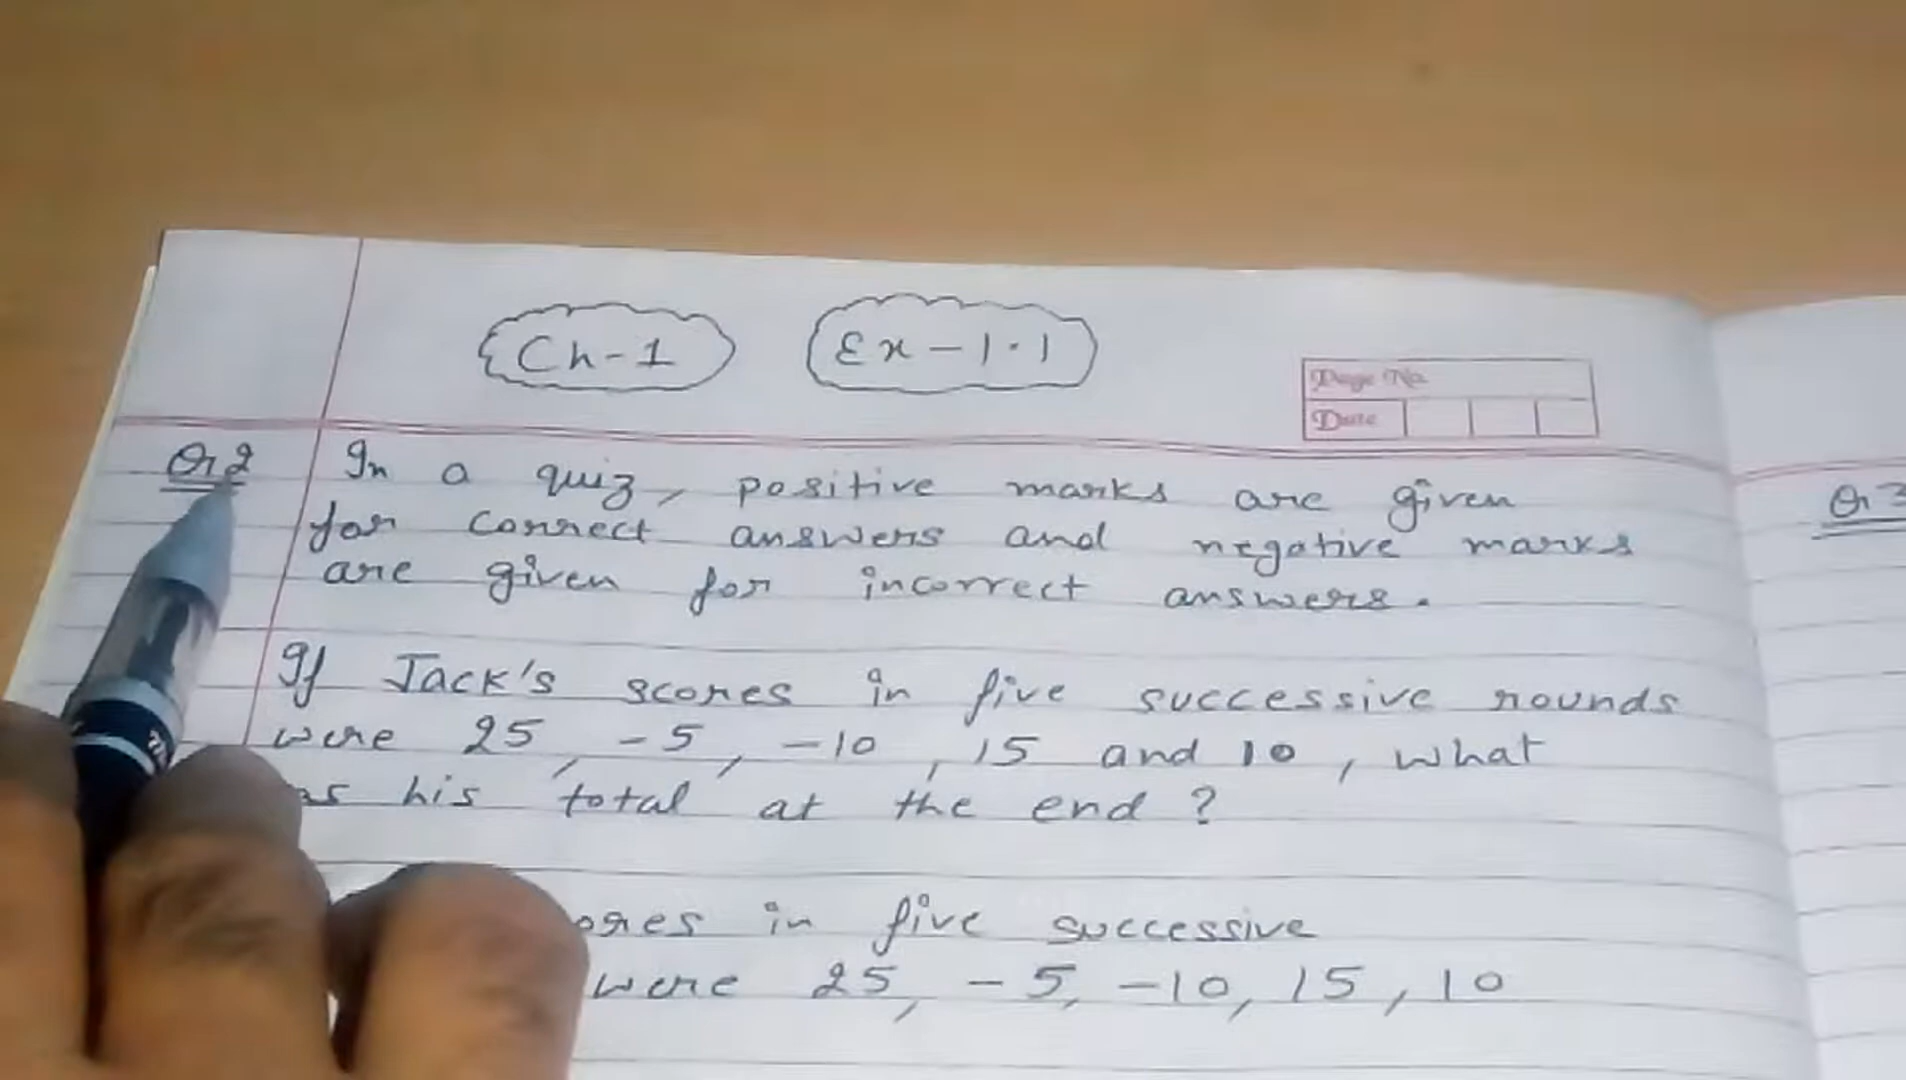 Ch-1
Ex-1.1
Page No.
Date
Q2 In a quiz, positive marks are given
for correct answers and negative marks
are given for incorrect answers.
If Jack's scores in five successive rounds
were 25, -5, -10, 15 and 10, what
his total at the end?
in five successive
were 25, -5, -10, 15, 10
Q3